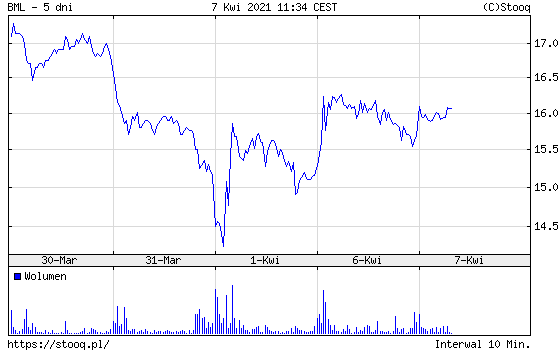 BML - 5 dni 7 Kwi 2021 11:34 CEST (C)Stooq
17.0
16.5
16.0
15.5
15.0
14.5
30-Mar 31-Mar 1-Kwi 6-Kwi 7-Kwi
Wolumen
https://stooq.pl/ Interwal 10 Min.